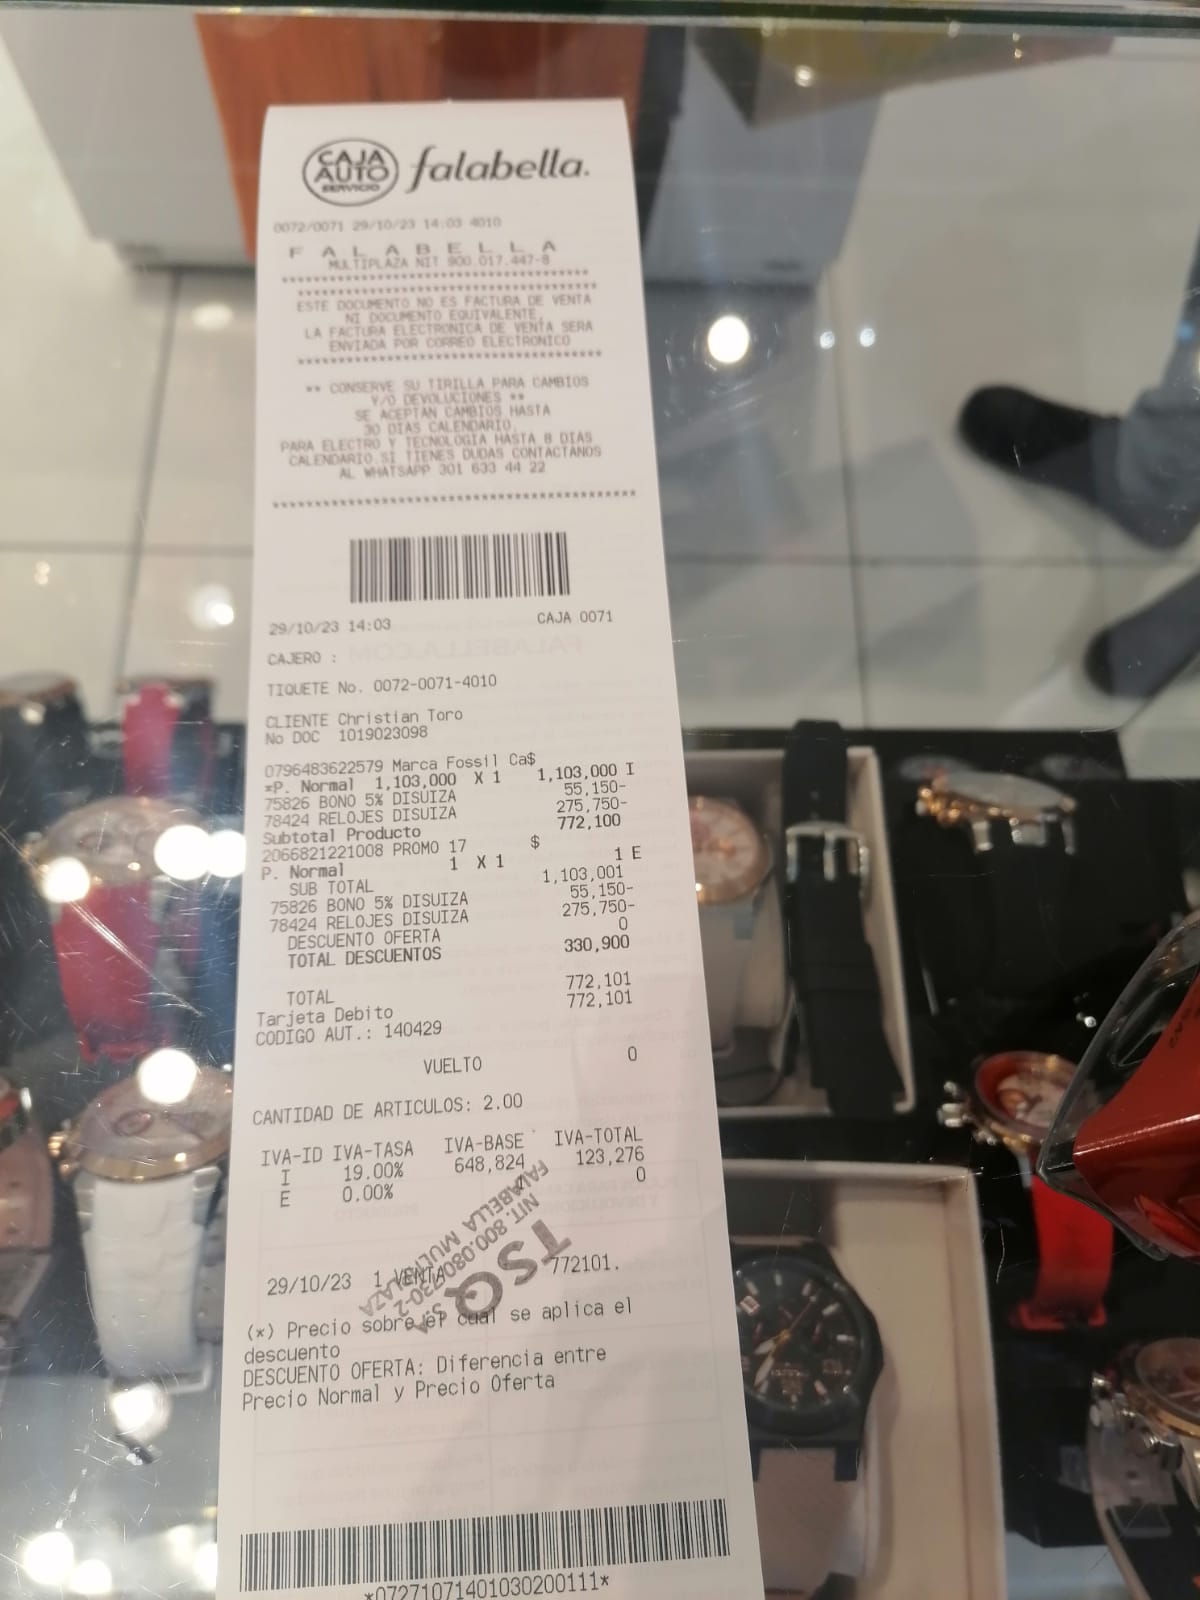 CAJA
AUTO
SERVICIO
falabella.
0072/0071 29/10/23 14:03 4010
F A L A B E L L A
MULTIPLAZA NIT 900.017.447-8
ESTE DOCUMENTO NO ES FACTURA DE VENTA
NI DOCUMENTO EQUIVALENTE,
LA FACTURA ELECTRONICA DE VENTA SERA
ENVIADA POR CORREO ELECTRONICO
** CONSERVE SU TIRILLA PARA CAMBIOS
Y/O DEVOLUCIONES **
SE ACEPTAN CAMBIOS HASTA
30 DIAS CALENDARIO.
PARA ELECTRO Y TECNOLOGIA HASTA 8 DIAS
CALENDARIO.SI TIENES DUDAS CONTACTANOS
AL WHATSAPP 301 633 44 22
29/10/23 14:03 CAJA 0071
CAJERO :
TIQUETE No. 0072-0071-4010
CLIENTE Christian Toro
No DOC 1019023098
0796483622579 Marca Fossil Ca$
*P. Normal 1,103,000 X 1 1,103,000 I
75826 BONO 5% DISUIZA 55,150-
78424 RELOJES DISUIZA 275,750-
Subtotal Producto 772,100
2066821221008 PROMO 17 $
P. Normal 1 X 1 1 E
SUB TOTAL 1,103,001
75826 BONO 5% DISUIZA 55,150-
78424 RELOJES DISUIZA 275,750-
DESCUENTO OFERTA 0
TOTAL DESCUENTOS 330,900
TOTAL 772,101
Tarjeta Debito 772,101
CODIGO AUT.: 140429
VUELTO 0
CANTIDAD DE ARTICULOS: 2.00
IVA-ID IVA-TASA IVA-BASE IVA-TOTAL
I 19.00% 648,824 123,276
E 0.00% 1 0
29/10/23 1 VENTA 772101.
TSQ S.A
NIT. 800.080.730-2
FALABELLA MULTIPLAZA
(*) Precio sobre el cual se aplica el
descuento
DESCUENTO OFERTA: Diferencia entre
Precio Normal y Precio Oferta
*07271071401030200111*